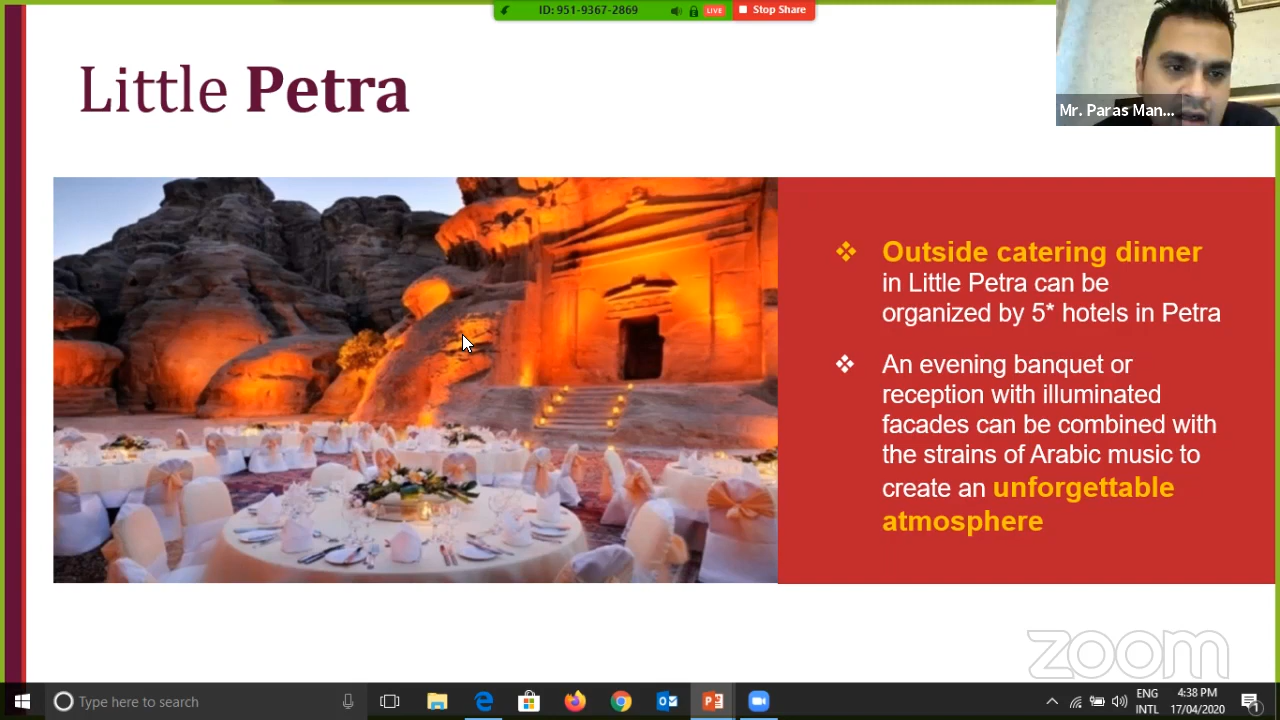 ID: 951-9367-2869
LIVE
Stop Share
Little Petra
Mr. Paras Man...
Outside catering dinner
in Little Petra can be
organized by 5* hotels in Petra
An evening banquet or
reception with illuminated
facades can be combined with
the strains of Arabic music to
create an unforgettable
atmosphere
zoom
Type here to search
ENG
INTL
4:38 PM
17/04/2020
1